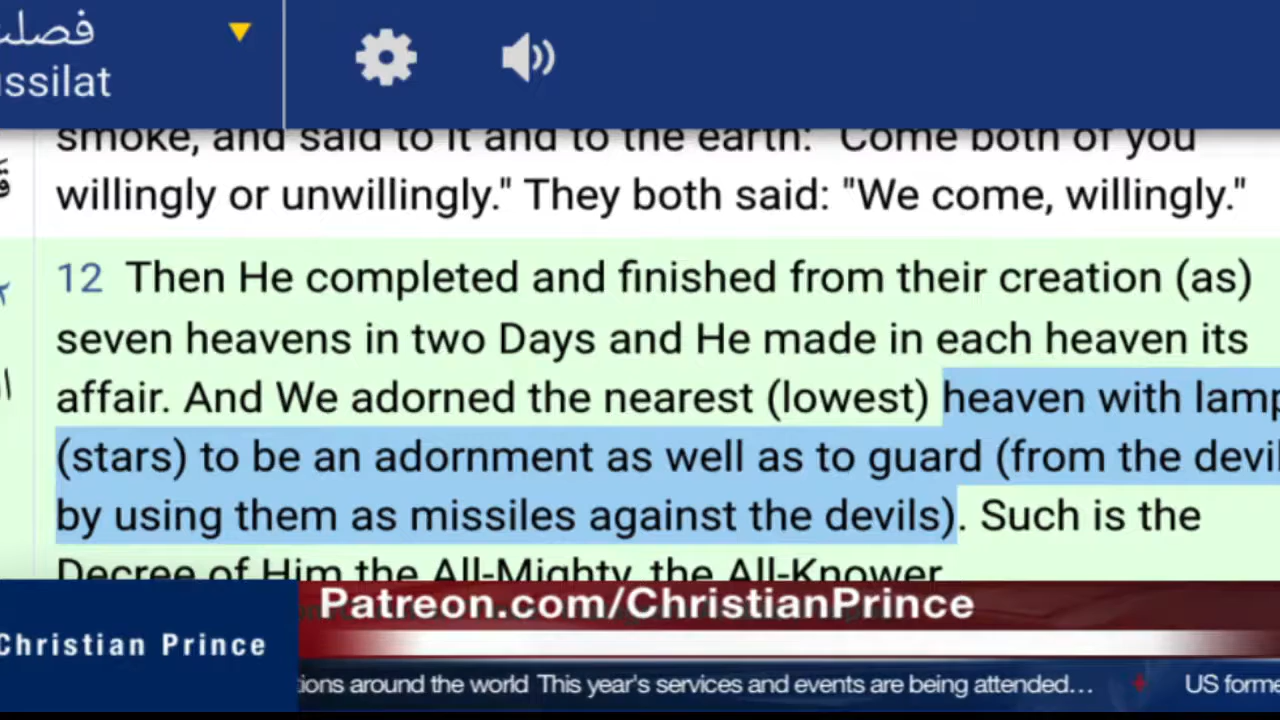 فصلت
ssilat
smoke, and said to it and to the earth: "Come both of you
willingly or unwillingly." They both said: "We come, willingly."
12 Then He completed and finished from their creation (as)
seven heavens in two Days and He made in each heaven its
affair. And We adorned the nearest (lowest) heaven with lamp
(stars) to be an adornment as well as to guard (from the devil
by using them as missiles against the devils). Such is the
Decree of Him the All-Mighty, the All-Knower
Patreon.com/ChristianPrince
Christian Prince
ions around the world This year's services and events are being attended... US forme